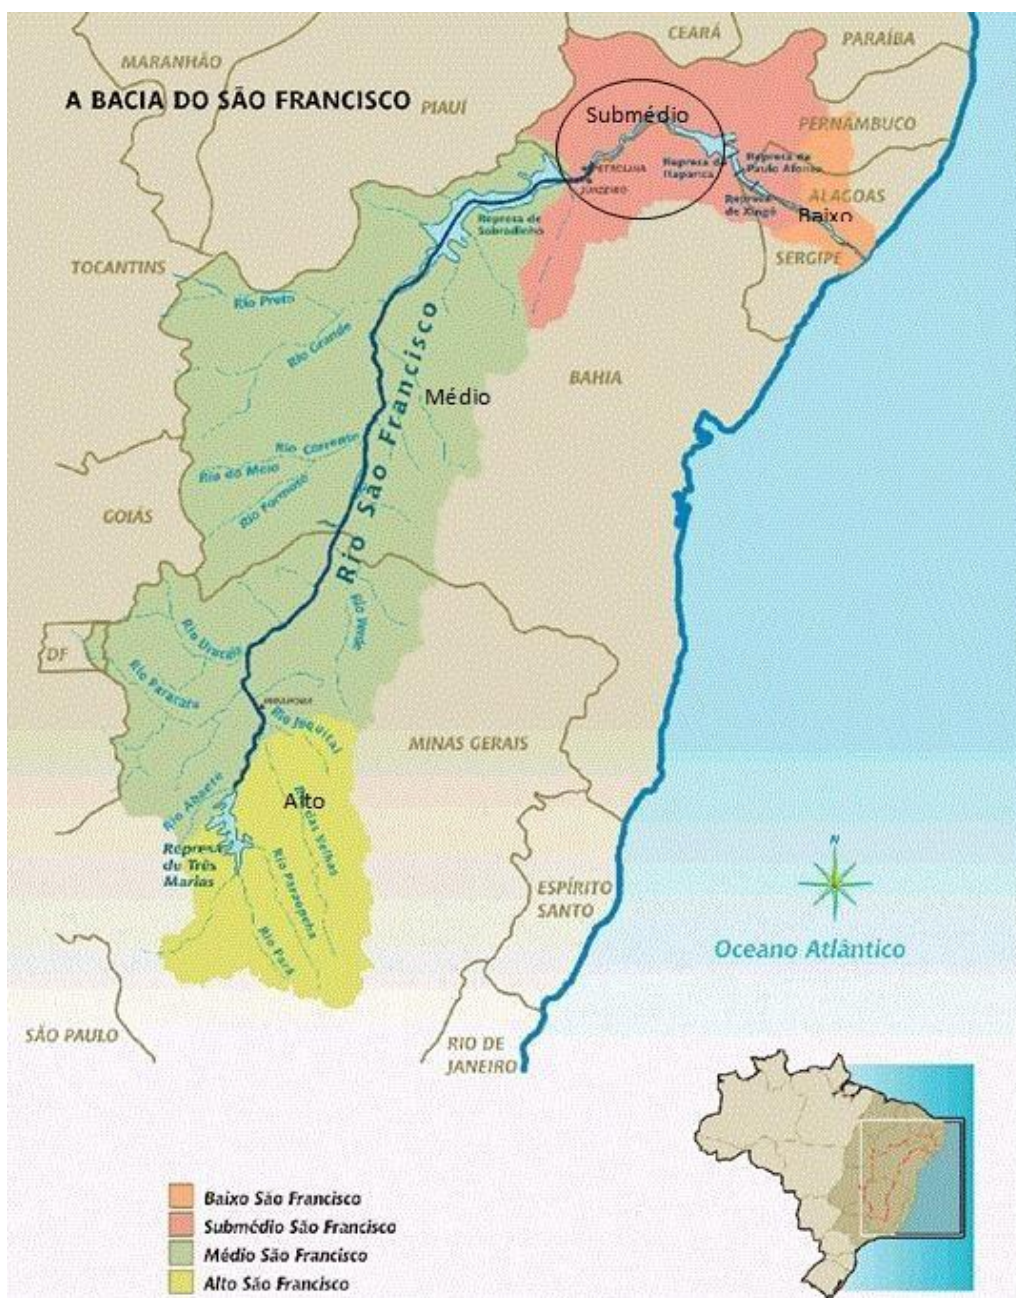 CEARÁ
PARAÍBA
MARANHÃO
A BACIA DO SÃO FRANCISCO
PIAUÍ
Submédio
PERNAMBUCO
PETROLINA
JUAZEIRO
Represa de
Itaparica
Represa de
Paulo Afonso
ALAGOAS
Represa
de Xingó
Baixo
Represa de
Sobradinho
SERGIPE
TOCANTINS
Rio Preto
Rio Grande
Rio São Francisco
BAHIA
Médio
Rio Corrente
Rio do Meio
Rio Formoso
GOIÁS
Rio Verde
Rio Urucuia
DF
Rio Paracatu
PIRAPORA
Rio Jequitaí
MINAS GERAIS
Rio Abaeté
Alto
Rio das Velhas
Represa
de Três
Marias
Rio Paraopeba
Rio Pará
ESPÍRITO
SANTO
N
Oceano Atlântico
SÃO PAULO
RIO DE
JANEIRO
Baixo São Francisco
Submédio São Francisco
Médio São Francisco
Alto São Francisco